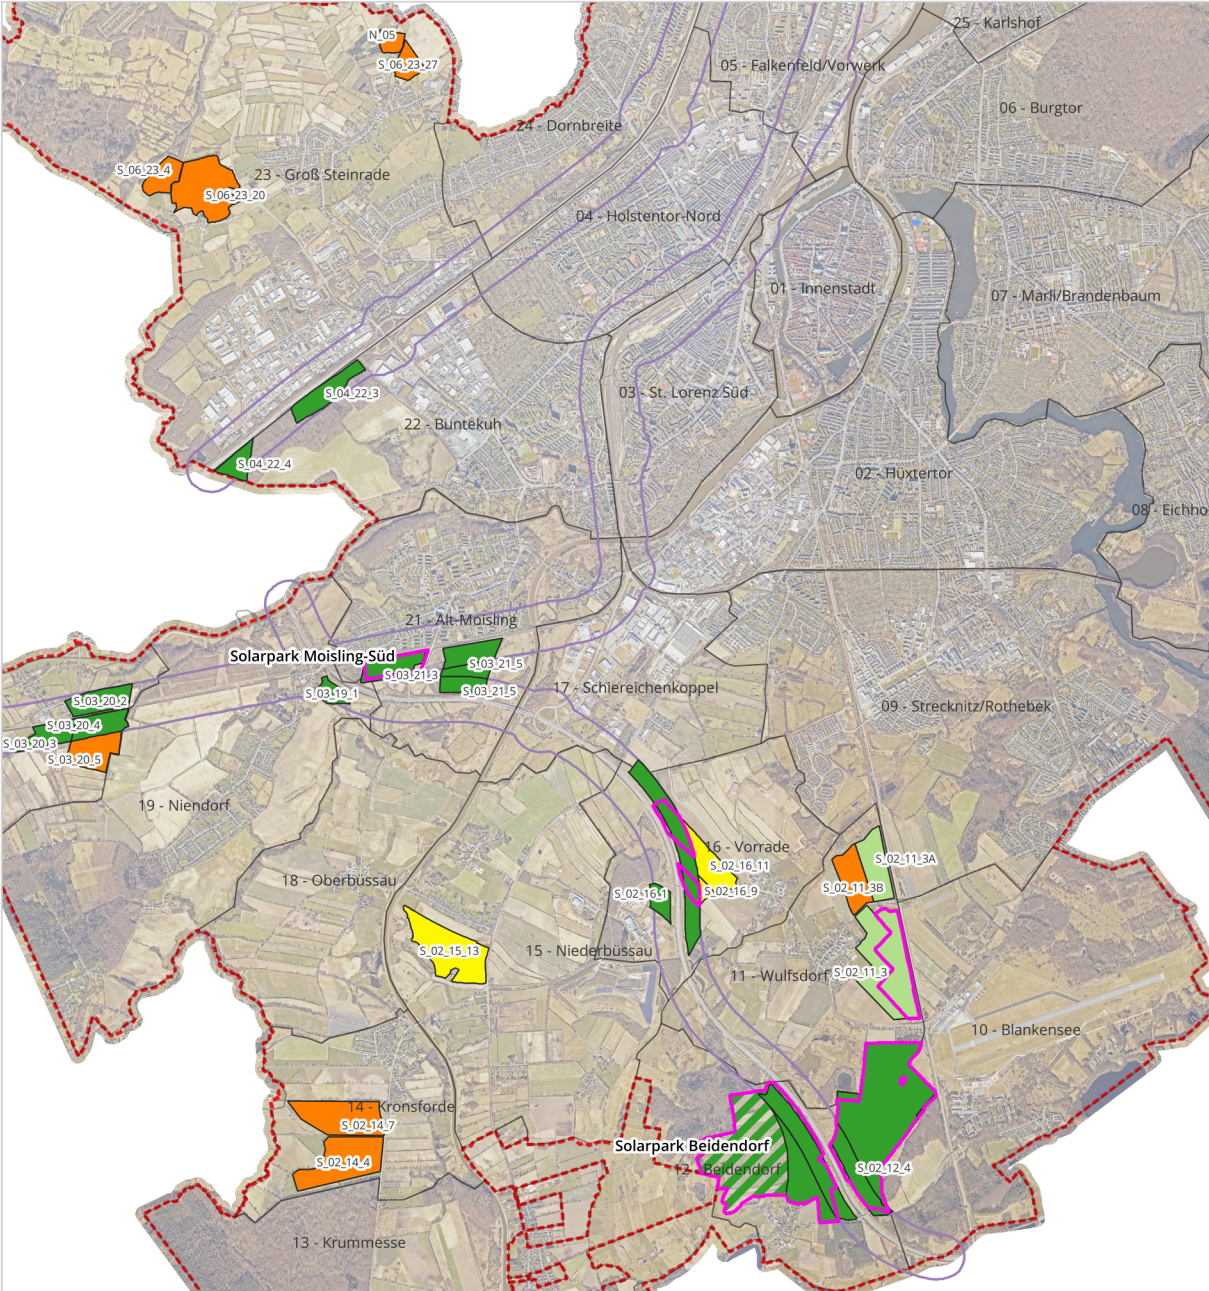 25 - Karlshof
N_05
S_06_23_27
05 - Falkenfeld/Vorwerk
06 - Burgtor
24 - Dornbreite
S_06_23_4
23 - Groß Steinrade
S_06_23_20
04 - Holstentor-Nord
01 - Innenstadt
07 - Marli/Brandenbaum
S_04_22_3
03 - St. Lorenz Süd
22 - Buntekuh
S_04_22_4
02 - Hüxtertor
08 - Eichho
21 - Alt-Moisling
Solarpark Moisling-Süd
S_03_21_3
S_03_21_5
S_03_21_5
S_03_19_1
17 - Schiereichenkoppel
S_03_20_2
09 - Strecknitz/Rothebek
S_03_20_4
S_03_20_3
S_03_20_5
19 - Niendorf
16 - Vorrade
S_02_16_11
S_02_11_3A
18 - Oberbüssau
S_02_16_1
S_02_16_9
S_02_11_3B
S_02_15_13
15 - Niederbüssau
11 - Wulfsdorf
S_02_11_3
10 - Blankensee
14 - Kronsforde
S_02_14_7
Solarpark Beidendorf
S_02_14_4
12 - Beidendorf
S_02_12_4
13 - Krummesse